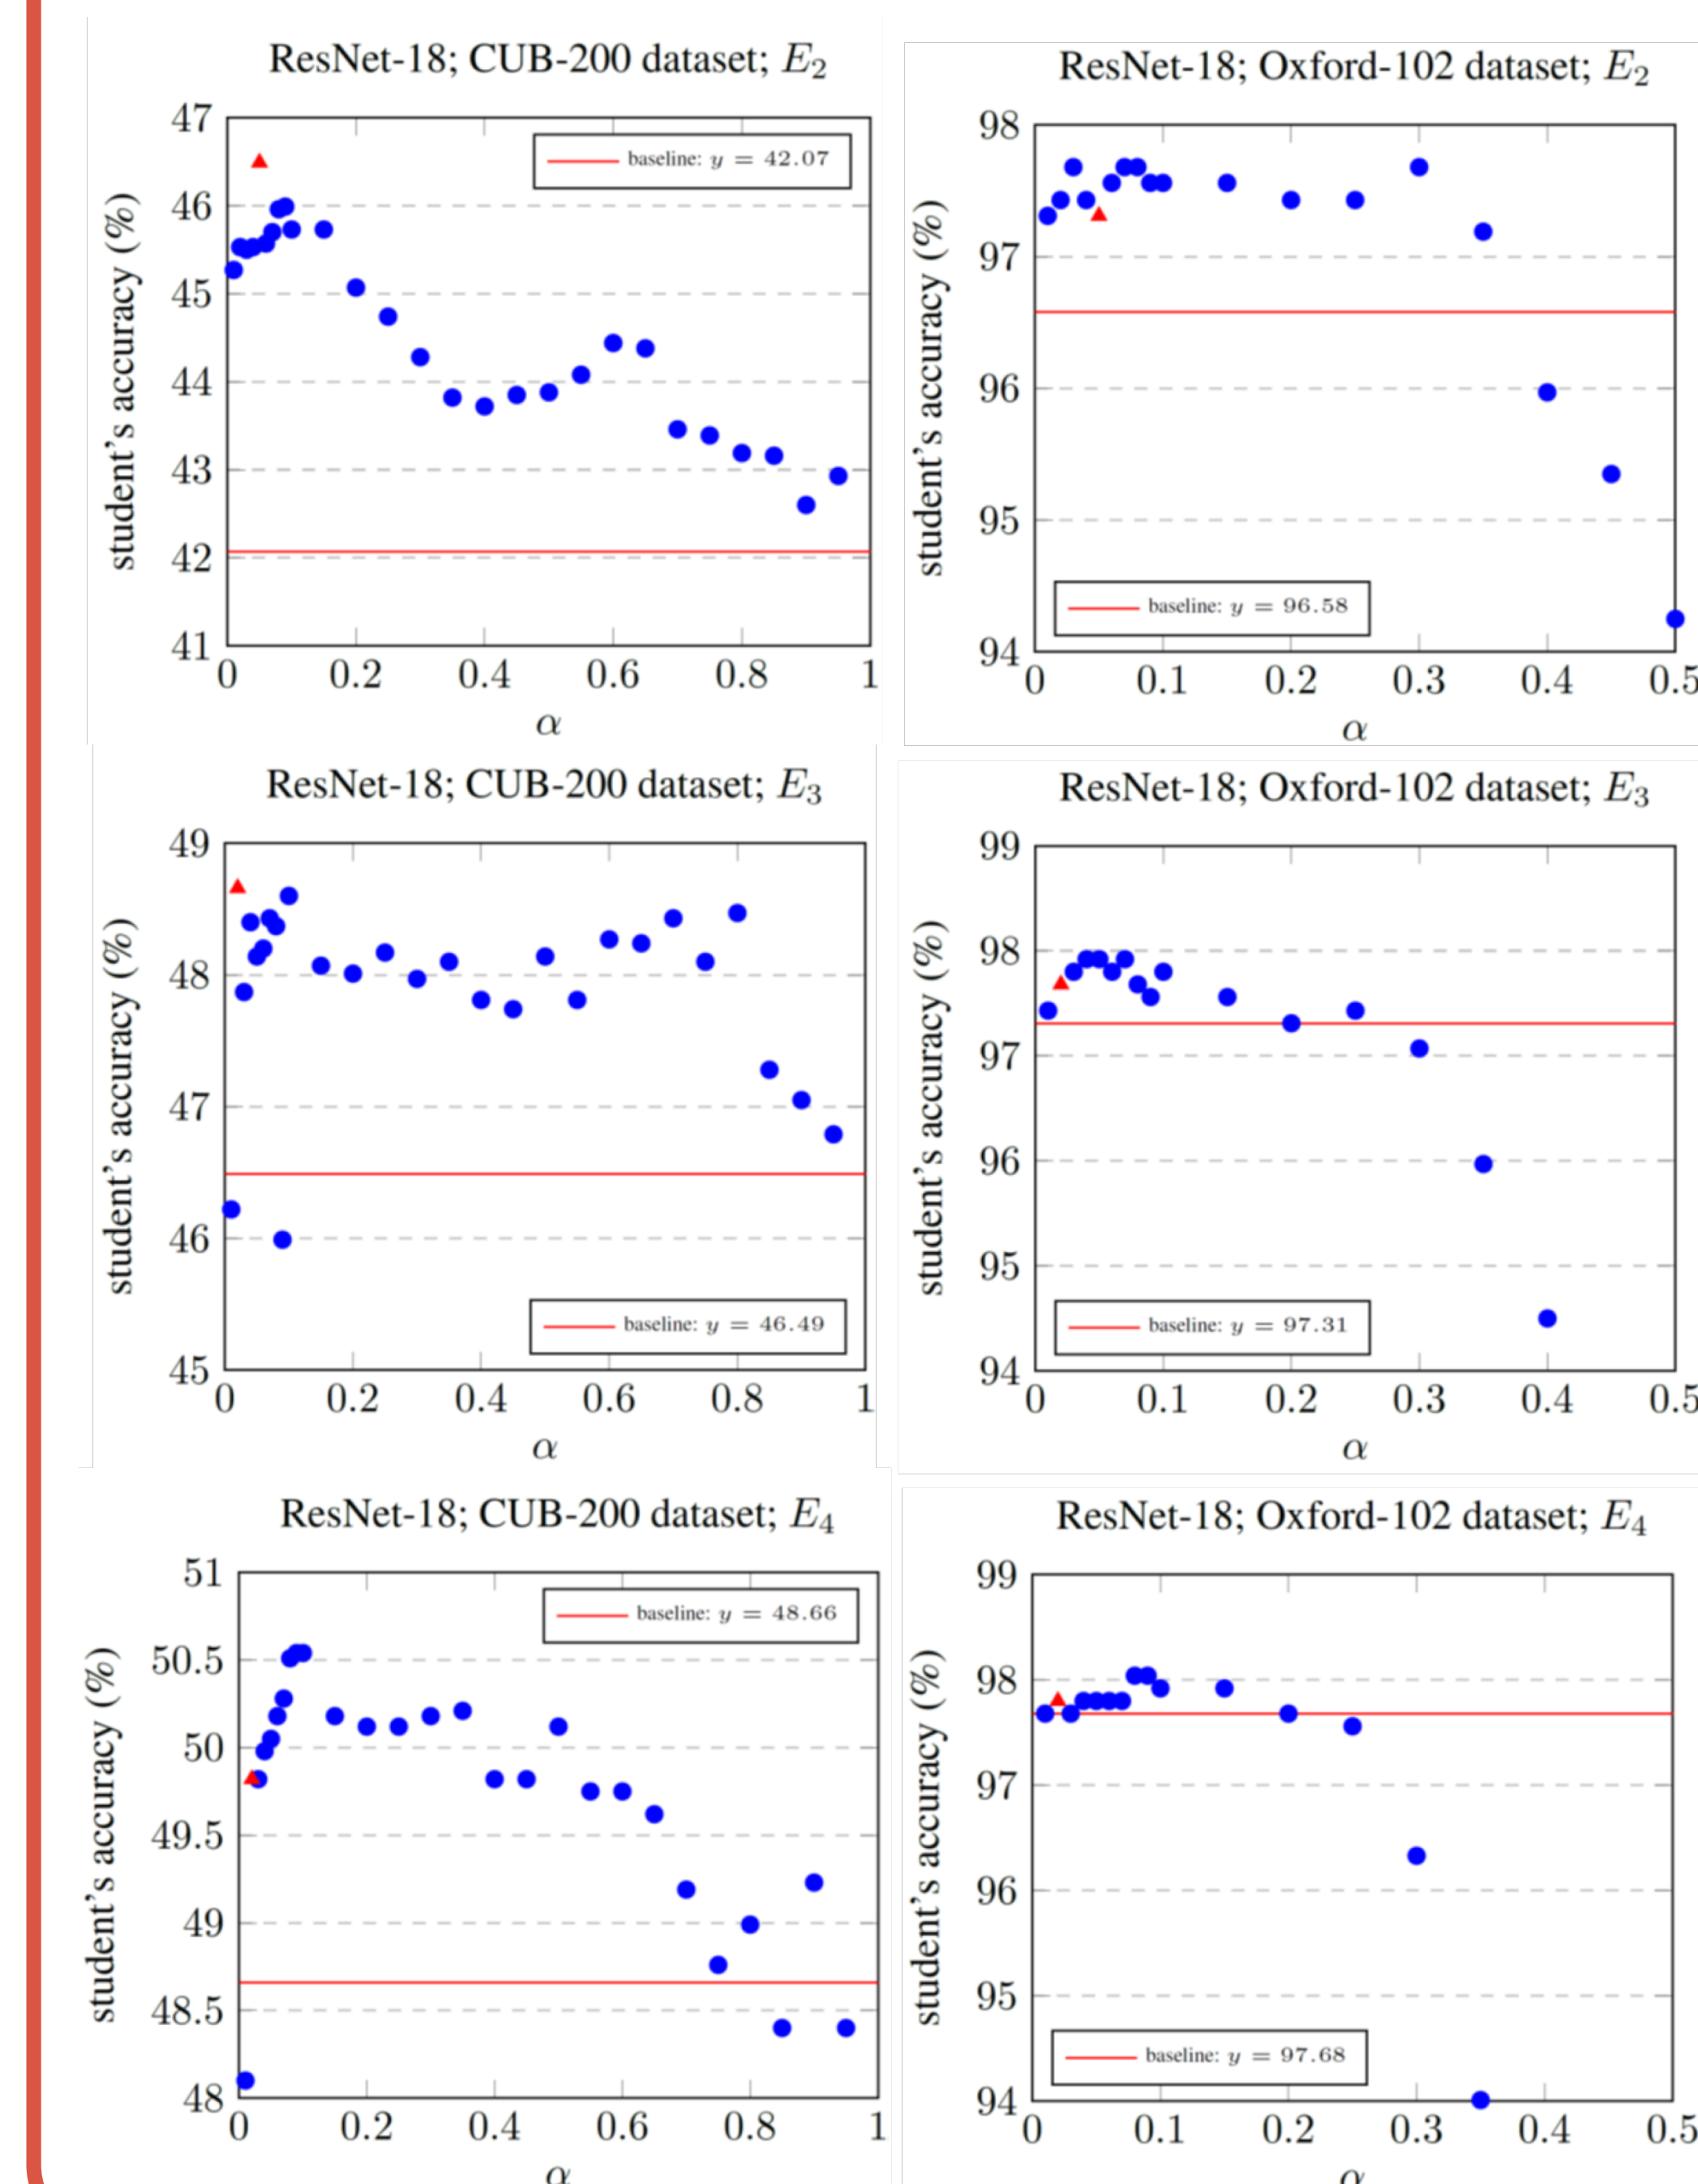 ResNet-18; CUB-200 dataset; E₂
47
46
45
44
43
42
41
student's accuracy (%)
baseline: y = 42.07
0 0.2 0.4 0.6 0.8 1
α
ResNet-18; Oxford-102 dataset; E₂
98
97
96
95
94
student's accuracy (%)
baseline: y = 96.58
0 0.1 0.2 0.3 0.4 0.5
α
ResNet-18; CUB-200 dataset; E₃
49
48
47
46
45
student's accuracy (%)
baseline: y = 46.49
0 0.2 0.4 0.6 0.8 1
α
ResNet-18; Oxford-102 dataset; E₃
99
98
97
96
95
94
student's accuracy (%)
baseline: y = 97.31
0 0.1 0.2 0.3 0.4 0.5
α
ResNet-18; CUB-200 dataset; E₄
51
50.5
50
49.5
49
48.5
48
student's accuracy (%)
baseline: y = 48.66
0 0.2 0.4 0.6 0.8 1
α
ResNet-18; Oxford-102 dataset; E₄
99
98
97
96
95
94
student's accuracy (%)
baseline: y = 97.68
0 0.1 0.2 0.3 0.4 0.5
α